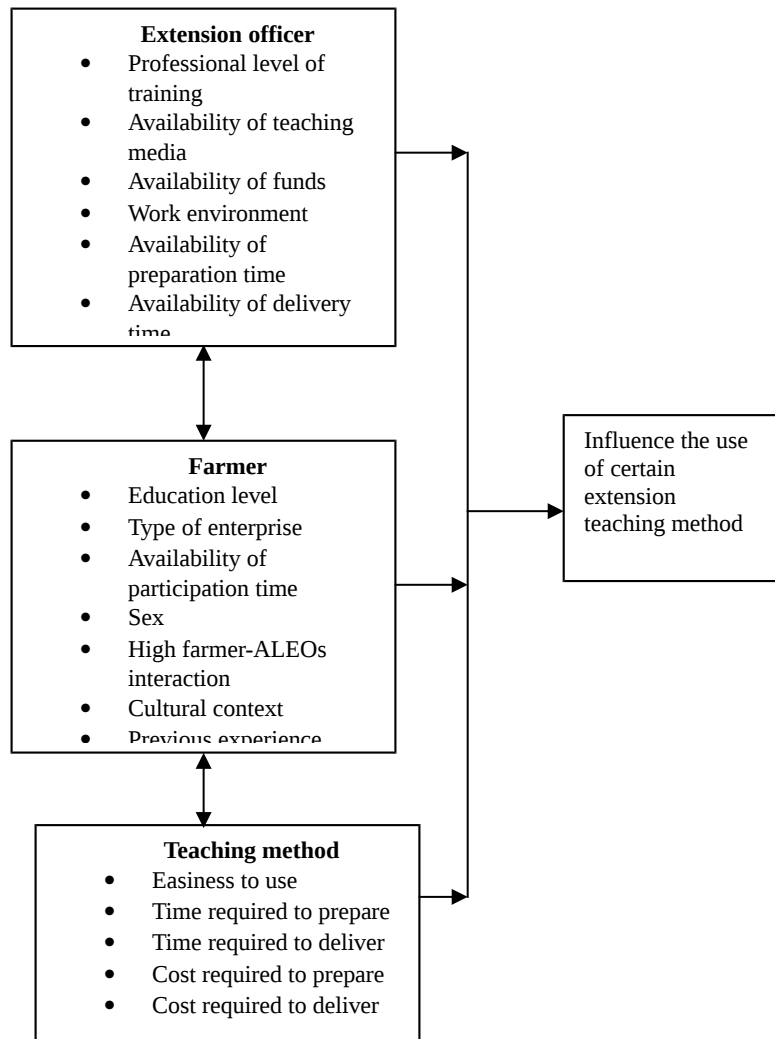 Extension officer
• Professional level of
training
• Availability of teaching
media
• Availability of funds
• Work environment
• Availability of
preparation time
• Availability of delivery
time
Farmer
• Education level
• Type of enterprise
• Availability of
participation time
• Sex
• High farmer-ALEOs
interaction
• Cultural context
• Previous experience
Teaching method
• Easiness to use
• Time required to prepare
• Time required to deliver
• Cost required to prepare
• Cost required to deliver
Influence the use
of certain
extension
teaching method